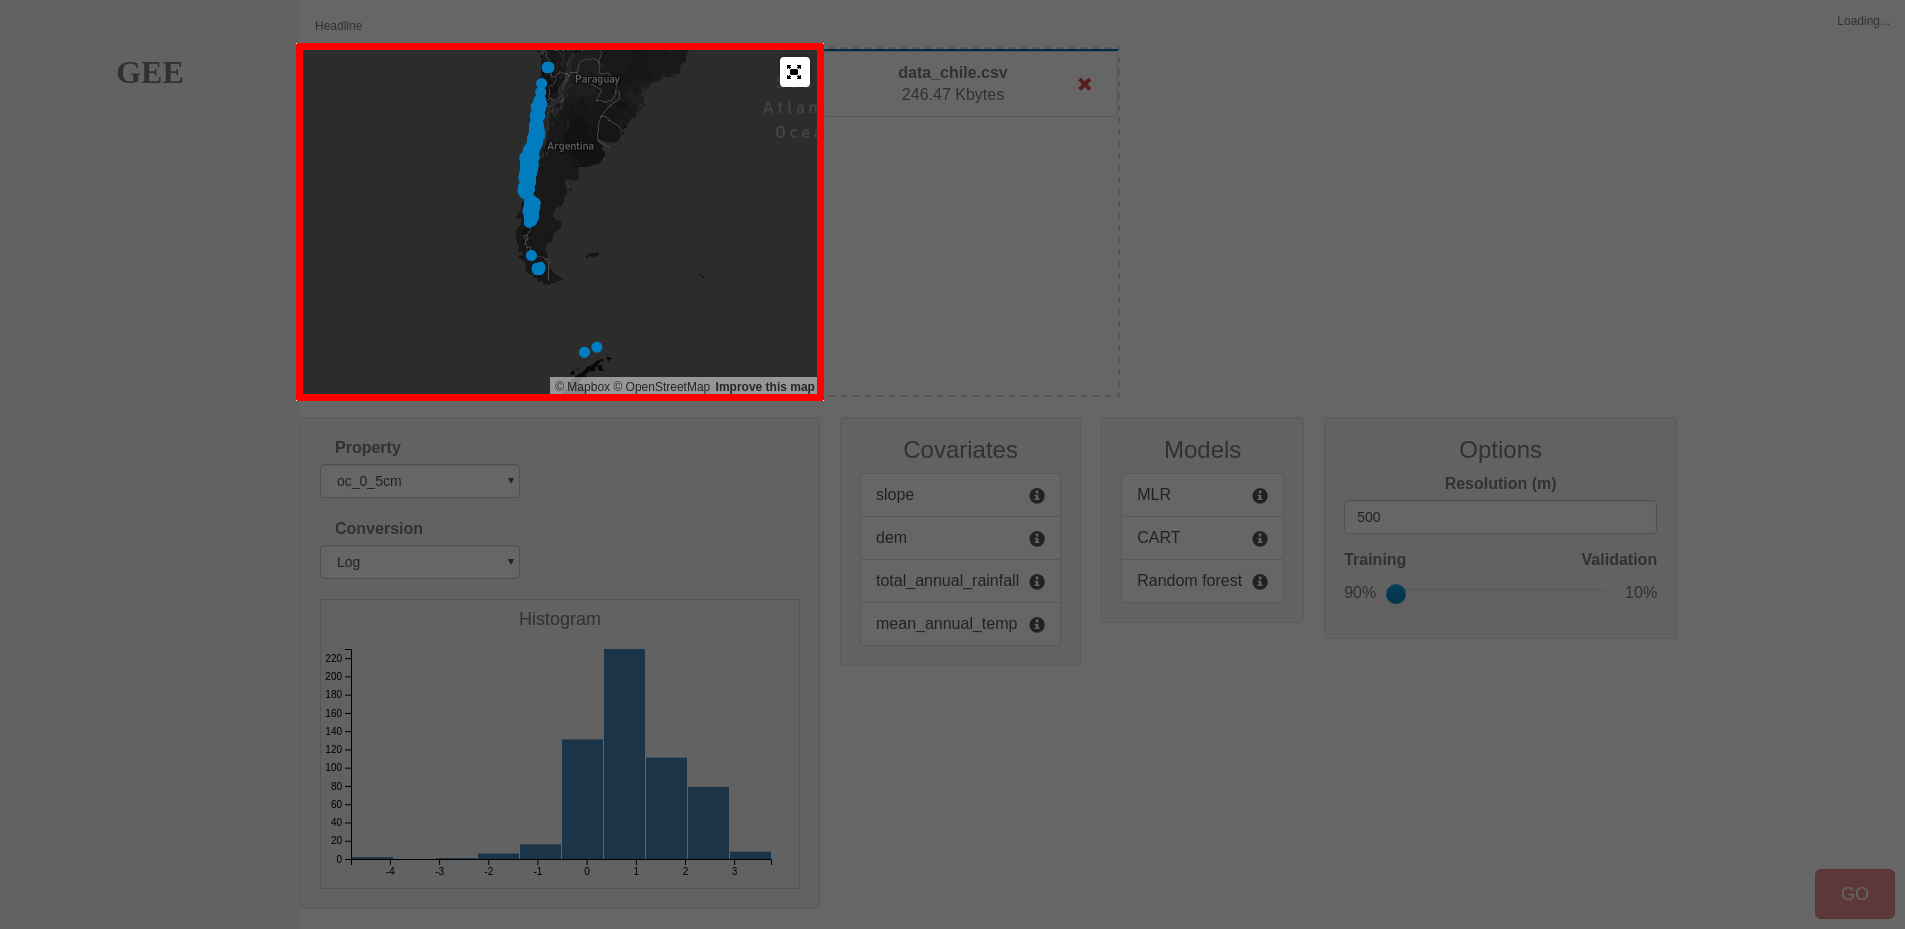 Headline
Loading...
GEE
Paraguay
Atlan
Ocea
Argentina
© Mapbox © OpenStreetMap Improve this map
data_chile.csv
246.47 Kbytes
Property
oc_0_5cm
Conversion
Log
Histogram
220
200
180
160
140
120
100
80
60
40
20
0
-4 -3 -2 -1 0 1 2 3
Covariates
slope
dem
total_annual_rainfall
mean_annual_temp
Models
MLR
CART
Random forest
Options
Resolution (m)
500
Training Validation
90% 10%
GO